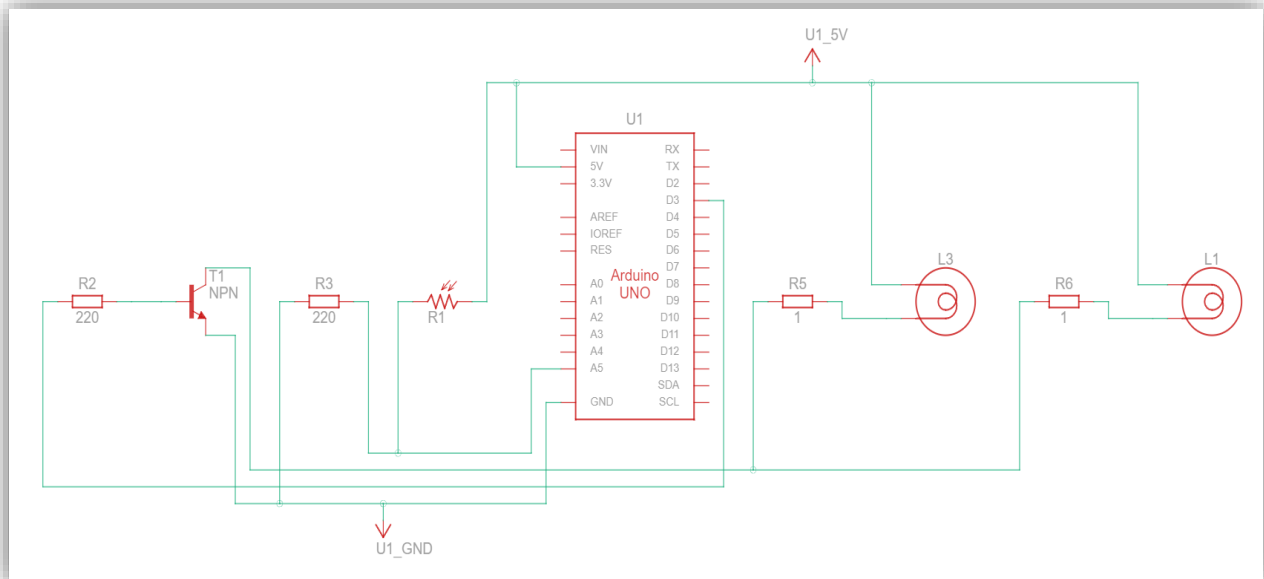 U1_5V
U1
VIN
5V
3.3V
AREF
IOREF
RES
A0
A1
A2
A3
A4
A5
GND
RX
TX
D2
D3
D4
D5
D6
D7
D8
D9
D10
D11
D12
D13
SDA
SCL
Arduino
UNO
R2
220
T1
NPN
R3
220
R1
R5
1
L3
R6
1
L1
U1_GND